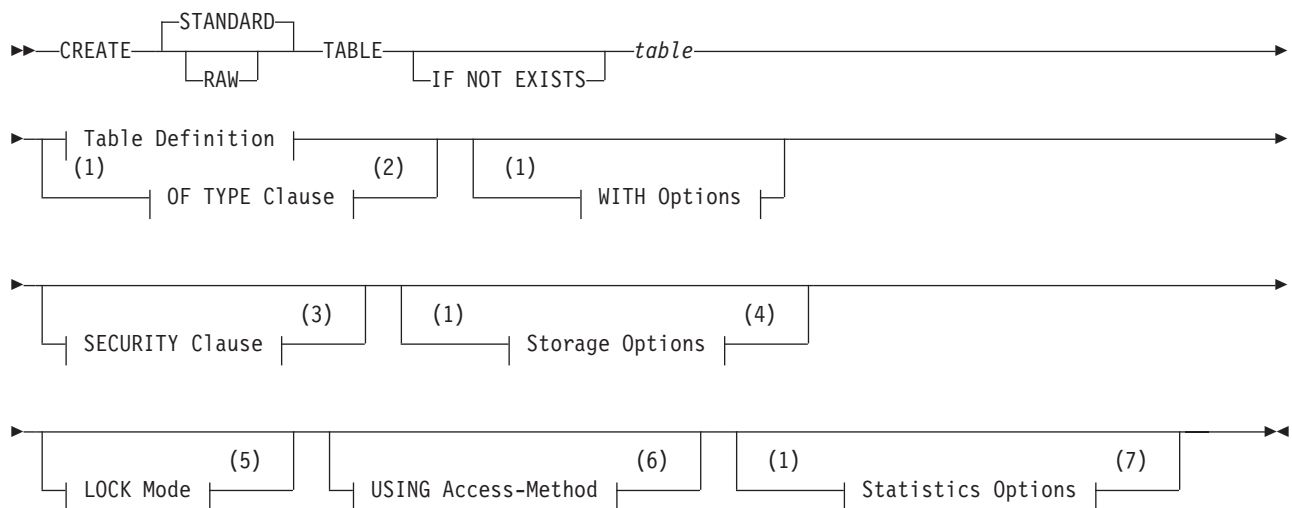 STANDARD
CREATE TABLE table
RAW IF NOT EXISTS
Table Definition
(1) (2) (1)
OF TYPE Clause WITH Options
(3) (1) (4)
SECURITY Clause Storage Options
(5) (6) (1) (7)
LOCK Mode USING Access-Method Statistics Options